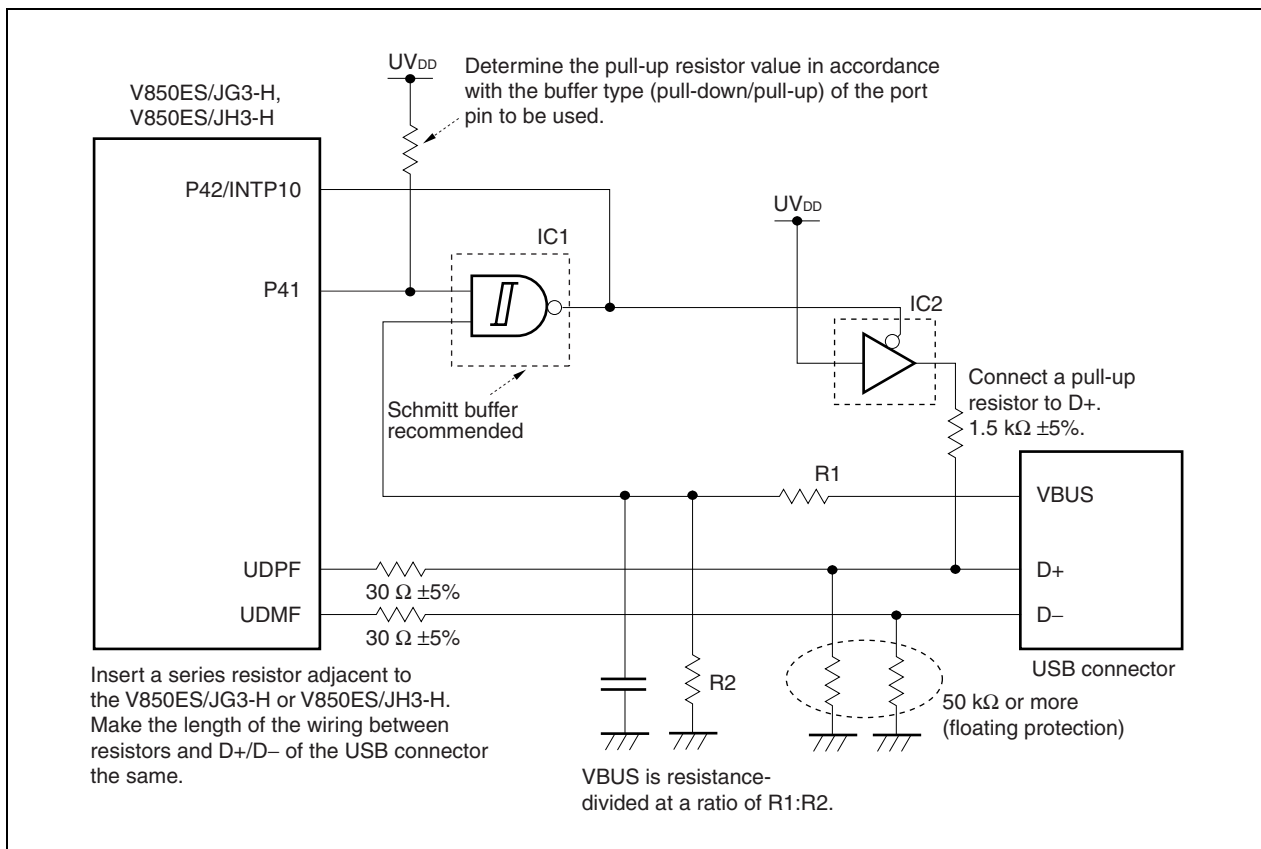 UVDD
Determine the pull-up resistor value in accordance
with the buffer type (pull-down/pull-up) of the port
pin to be used.
V850ES/JG3-H,
V850ES/JH3-H
P42/INTP10
UVDD
IC1
P41
IC2
Connect a pull-up
resistor to D+.
1.5 kΩ ±5%.
Schmitt buffer
recommended
R1
VBUS
UDPF
D+
30 Ω ±5%
UDMF
D−
30 Ω ±5%
USB connector
Insert a series resistor adjacent to
the V850ES/JG3-H or V850ES/JH3-H.
Make the length of the wiring between
resistors and D+/D− of the USB connector
the same.
R2
50 kΩ or more
(floating protection)
VBUS is resistance-
divided at a ratio of R1:R2.